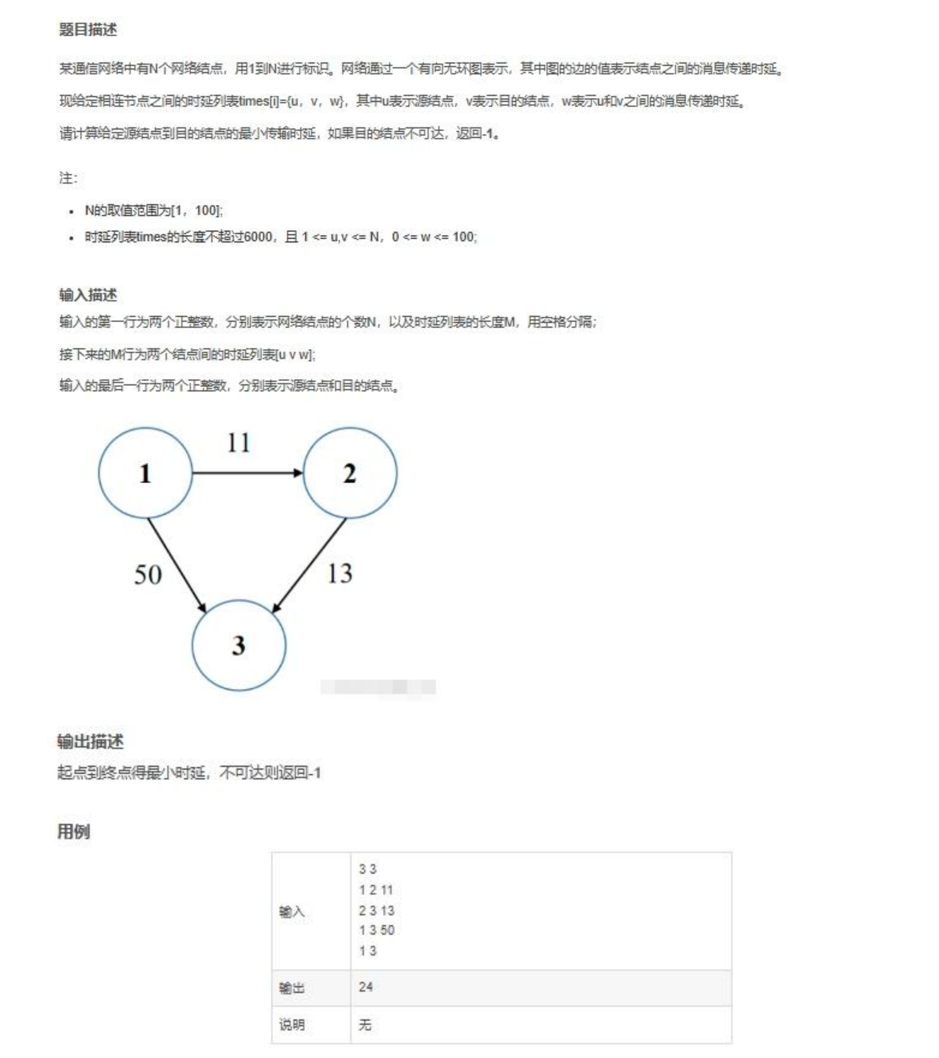 题目描述
某通信网络中有N个网络结点，用1到N进行标识。网络通过一个有向无环图表示，其中图的边的值表示结点之间的消息传递时延。
现给定相连节点之间的时延列表times[i]={u，v，w}，其中u表示源结点，v表示目的结点，w表示u和v之间的消息传递时延。
请计算给定源结点到目的结点的最小传输时延，如果目的结点不可达，返回-1。
注：
• N的取值范围为[1，100];
• 时延列表times的长度不超过6000，且 1 <= u,v <= N，0 <= w <= 100;
输入描述
输入的第一行为两个正整数，分别表示网络结点的个数N，以及时延列表的长度M，用空格分隔；
接下来的M行为两个结点间的时延列表[u v w];
输入的最后一行为两个正整数，分别表示源结点和目的结点。
11
1
2
50
13
3
输出描述
起点到终点得最小时延，不可达则返回-1
用例
输入
3 3
1 2 11
2 3 13
1 3 50
1 3
输出
24
说明
无